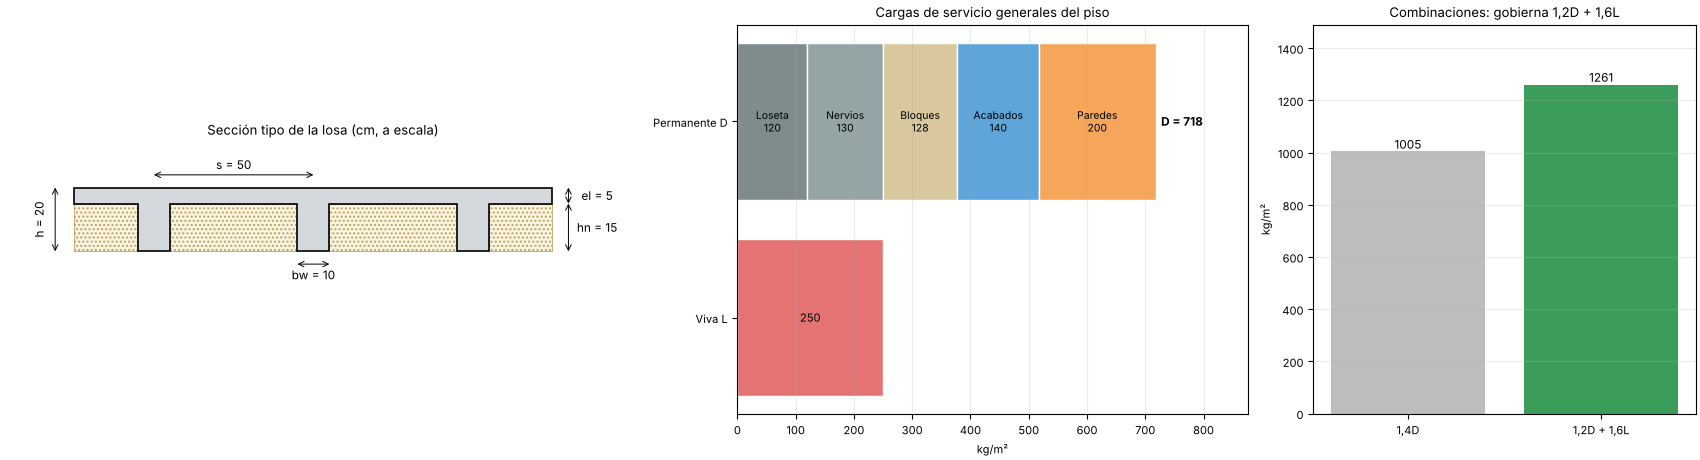 Sección tipo de la losa (cm, a escala)
s = 50
h = 20
el = 5
hn = 15
bw = 10
Cargas de servicio generales del piso
Permanente D
Loseta
120
Nervios
130
Bloques
128
Acabados
140
Paredes
200
D = 718
Viva L
250
0 100 200 300 400 500 600 700 800
kg/m²
Combinaciones: gobierna 1,2D + 1,6L
kg/m²
1400
1200
1000
800
600
400
200
0
1005
1261
1,4D
1,2D + 1,6L